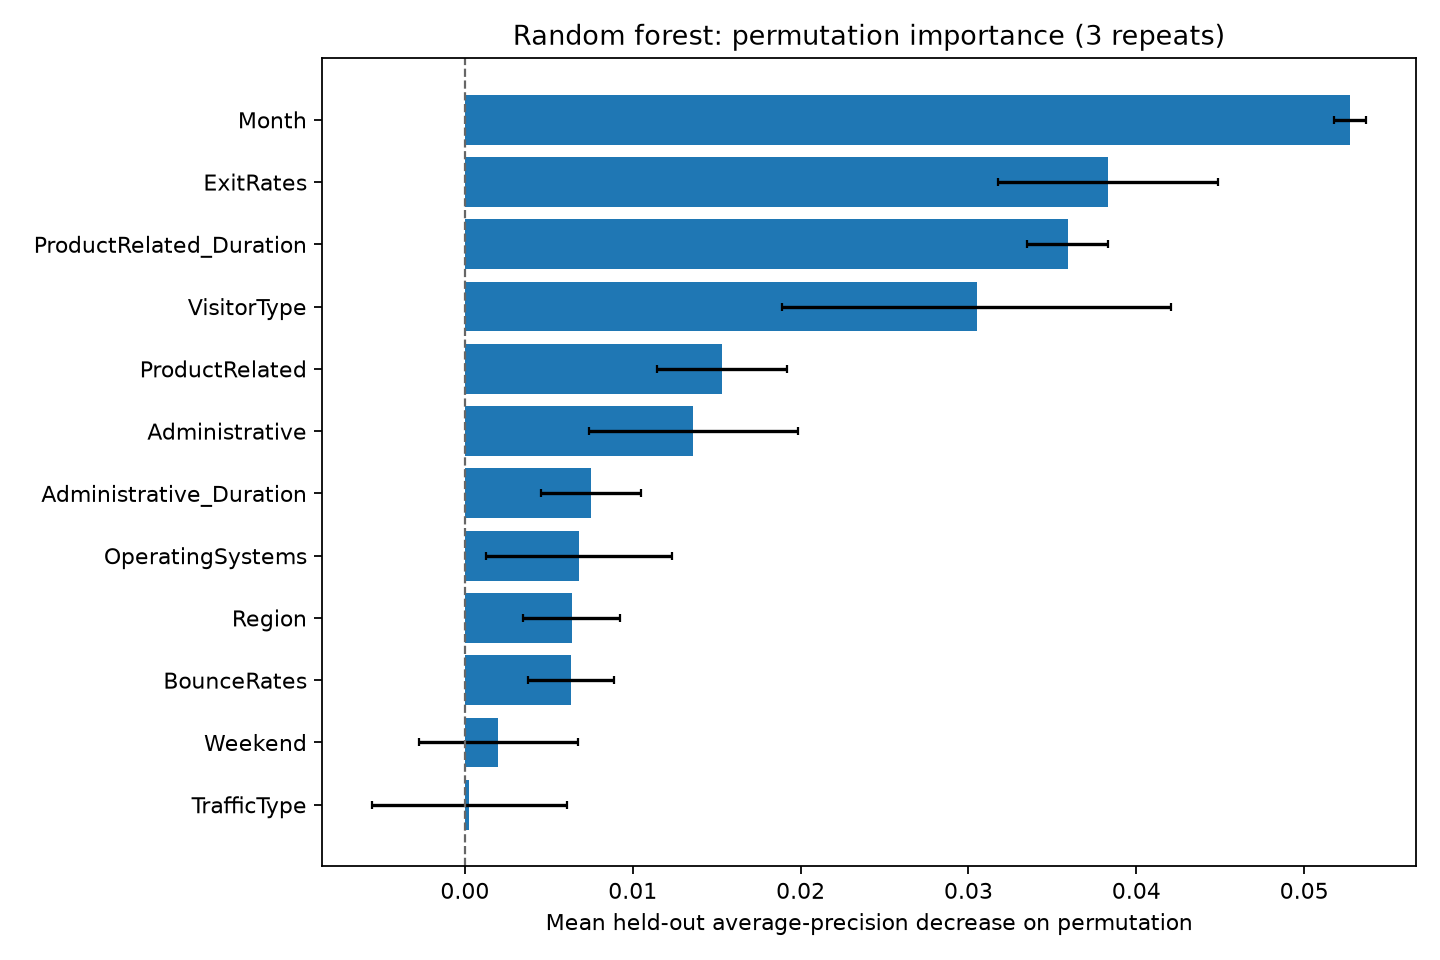 Random forest: permutation importance (3 repeats)
Month
ExitRates
ProductRelated_Duration
VisitorType
ProductRelated
Administrative
Administrative_Duration
OperatingSystems
Region
BounceRates
Weekend
TrafficType
0.00 0.01 0.02 0.03 0.04 0.05
Mean held-out average-precision decrease on permutation